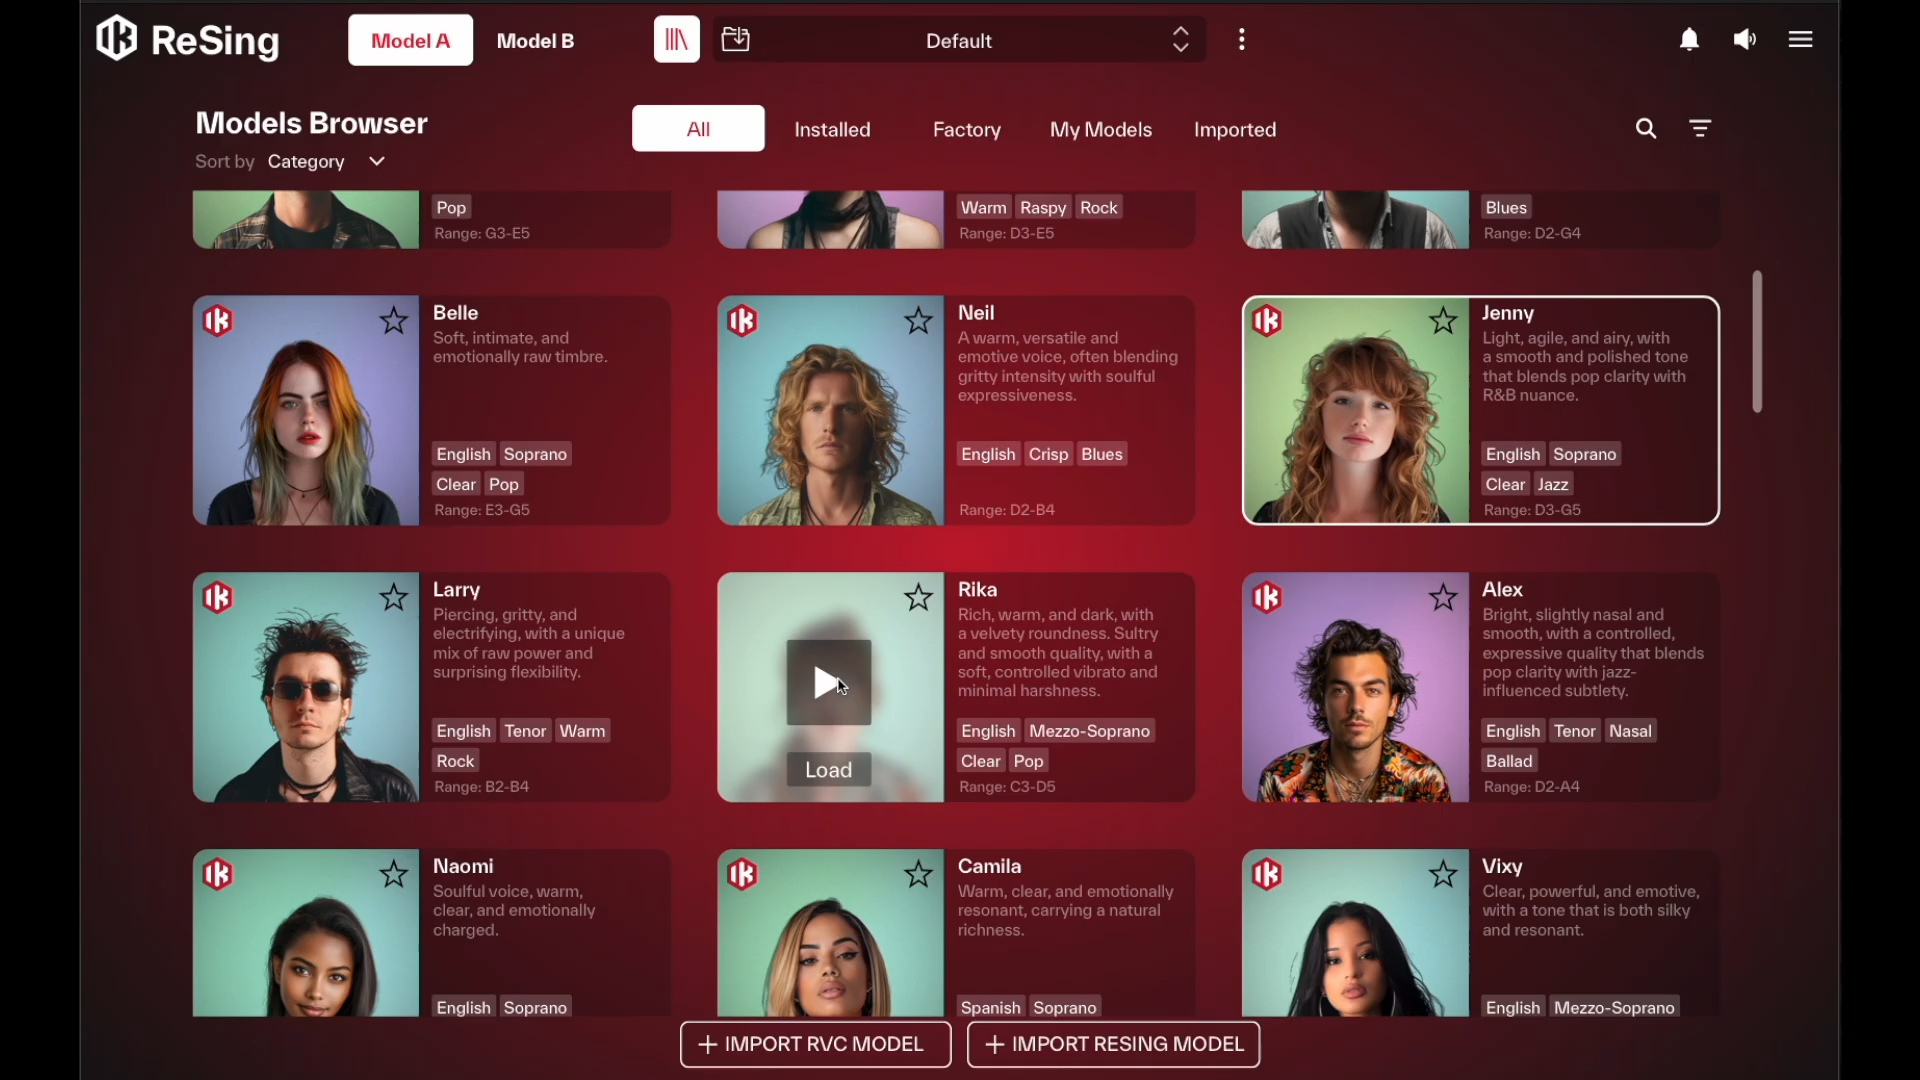 ReSing
Model A
Model B
Default
Models Browser
Sort by Category
All
Installed
Factory
My Models
Imported
Pop
Range: G3-E5
Warm Raspy Rock
Range: D3-E5
Blues
Range: D2-G4
Belle
Soft, intimate, and
emotionally raw timbre.
English Soprano
Clear Pop
Range: E3-G5
Neil
A warm, versatile and
emotive voice, often blending
gritty intensity with soulful
expressiveness.
English Crisp Blues
Range: D2-B4
Jenny
Light, agile, and airy, with
a smooth and polished tone
that blends pop clarity with
R&B nuance.
English Soprano
Clear Jazz
Range: D3-G5
Larry
Piercing, gritty, and
electrifying, with a unique
mix of raw power and
surprising flexibility.
English Tenor Warm
Rock
Range: B2-B4
Load
Rika
Rich, warm, and dark, with
a velvety roundness. Sultry
and smooth quality, with a
soft, controlled vibrato and
minimal harshness.
English Mezzo-Soprano
Clear Pop
Range: C3-D5
Alex
Bright, slightly nasal and
smooth, with a controlled,
expressive quality that blends
pop clarity with jazz-
influenced subtlety.
English Tenor Nasal
Ballad
Range: D2-A4
Naomi
Soulful voice, warm,
clear, and emotionally
charged.
English Soprano
Camila
Warm, clear, and emotionally
resonant, carrying a natural
richness.
Spanish Soprano
Vixy
Clear, powerful, and emotive,
with a tone that is both silky
and resonant.
English Mezzo-Soprano
+ IMPORT RVC MODEL
+ IMPORT RESING MODEL